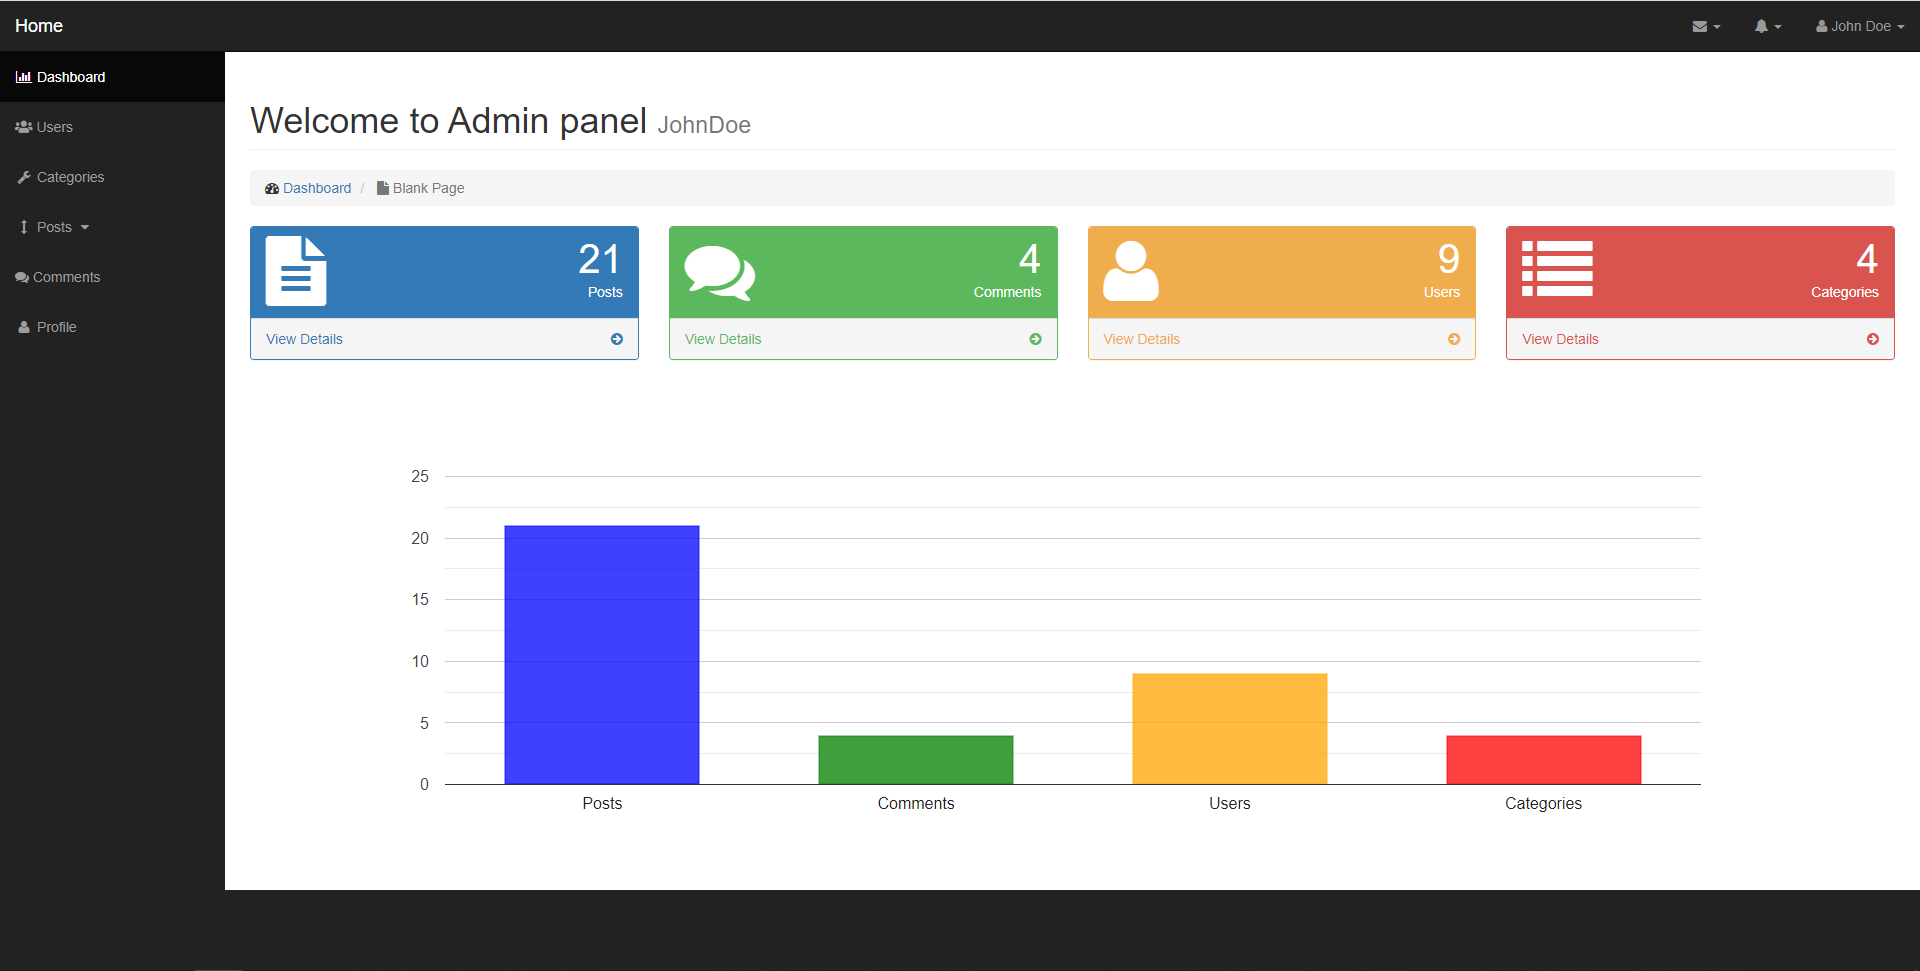 Home
John Doe
Dashboard
Users
Categories
Posts
Comments
Profile
Welcome to Admin panel JohnDoe
Dashboard / Blank Page
21
Posts
View Details
4
Comments
View Details
9
Users
View Details
4
Categories
View Details
25
20
15
10
5
0
Posts Comments Users Categories